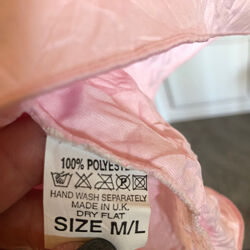 100% POLYESTER
HAND WASH SEPARATELY
MADE IN U.K.
DRY FLAT
SIZE M/L